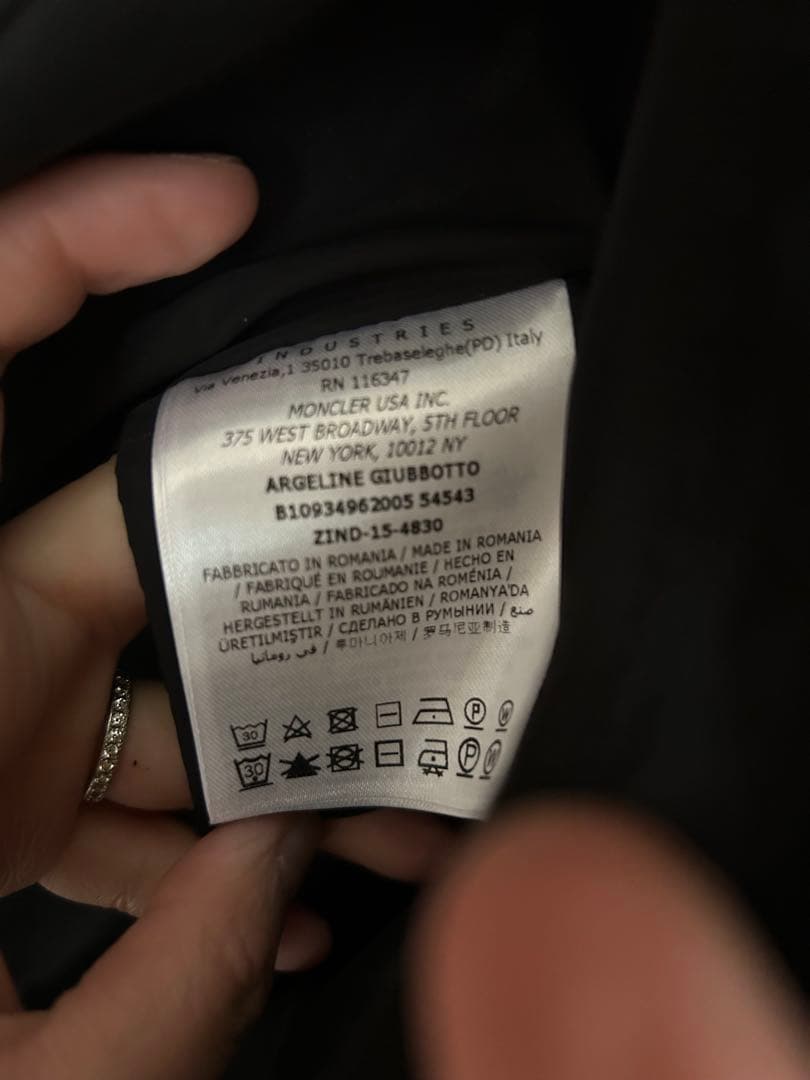 INDUSTRIES
Via Venezia,1 35010 Trebaseleghe(PD) Italy
RN 116347
MONCLER USA INC.
375 WEST BROADWAY, 5TH FLOOR
NEW YORK, 10012 NY
ARGELINE GIUBBOTTO
B10934962005 54543
ZIND-15-4830
FABBRICATO IN ROMANIA / MADE IN ROMANIA
/ FABRIQUÉ EN ROUMANIE / HECHO EN
RUMANIA / FABRICADO NA ROMÉNIA /
HERGESTELLT IN RUMÄNIEN / ROMANYA'DA
ÜRETILMIŞTIR / СДЕЛАНО В РУМЫНИИ / صنع
في رومانيا / 루마니아제 / 罗马尼亚制造
30 P W
30 P W